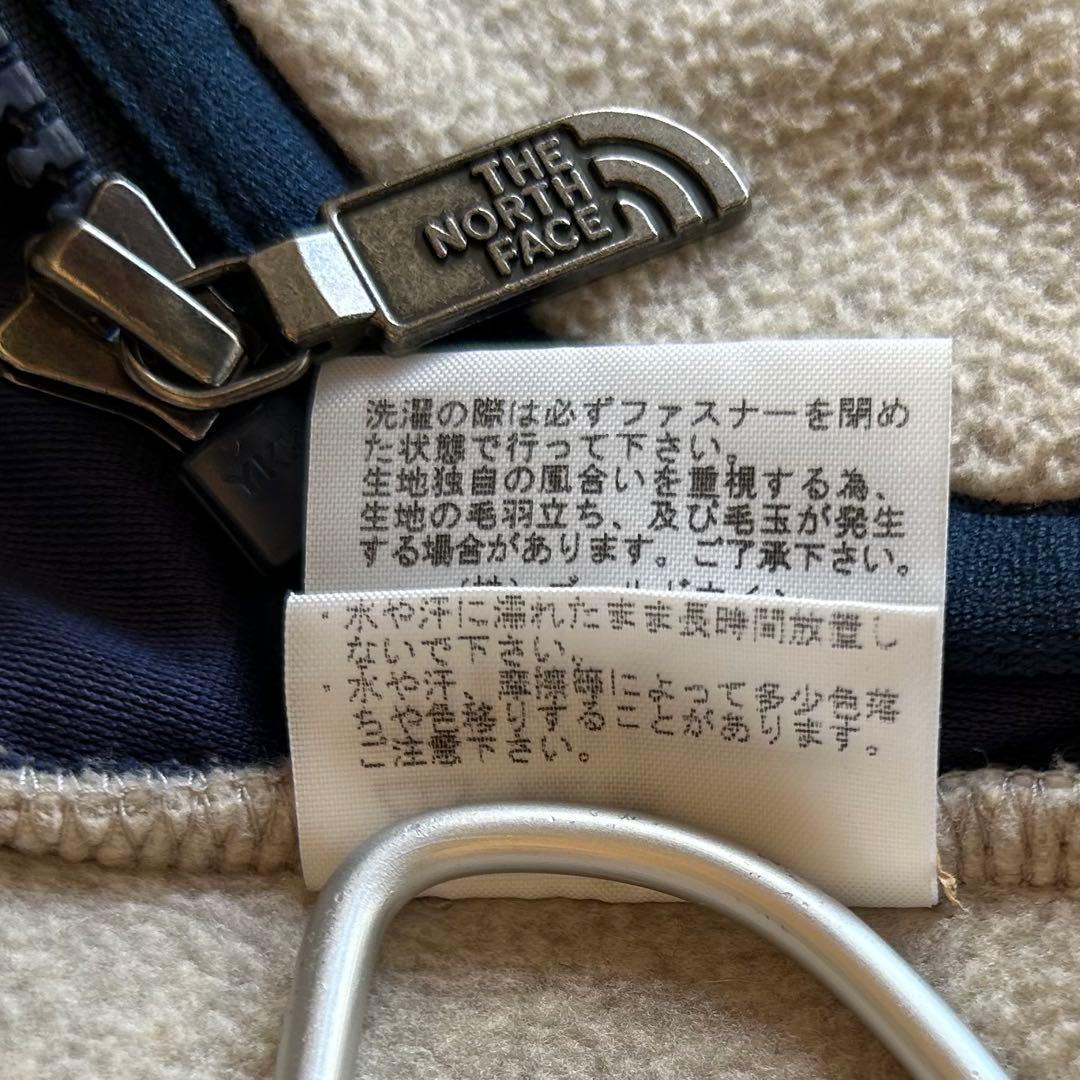 THE
NORTH
FACE
YKK
洗濯の際は必ずファスナーを閉め
た状態で行って下さい。
生地独自の風合いを重視する為、
生地の毛羽立ち、及び毛玉が発生
する場合があります。ご了承下さい。
・水や汗に濡れたまま長時間放置し
ないで下さい、
・水や汗、摩擦等によって多少色落
ちや色移りすることがあります。
ご注意下さい。